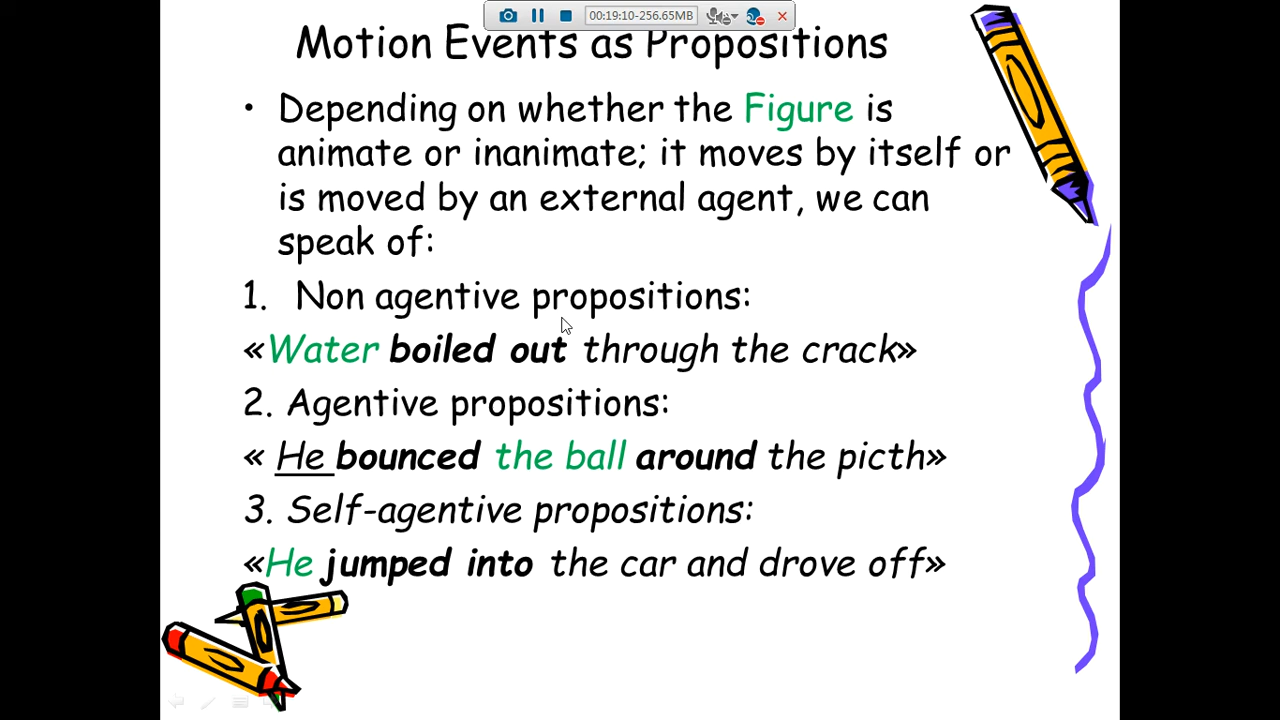 00:19:10-256.65MB
Motion Events as Propositions
• Depending on whether the Figure is
animate or inanimate; it moves by itself or
is moved by an external agent, we can
speak of:
1. Non agentive propositions:
«Water boiled out through the crack»
2. Agentive propositions:
« He bounced the ball around the picth»
3. Self-agentive propositions:
«He jumped into the car and drove off»